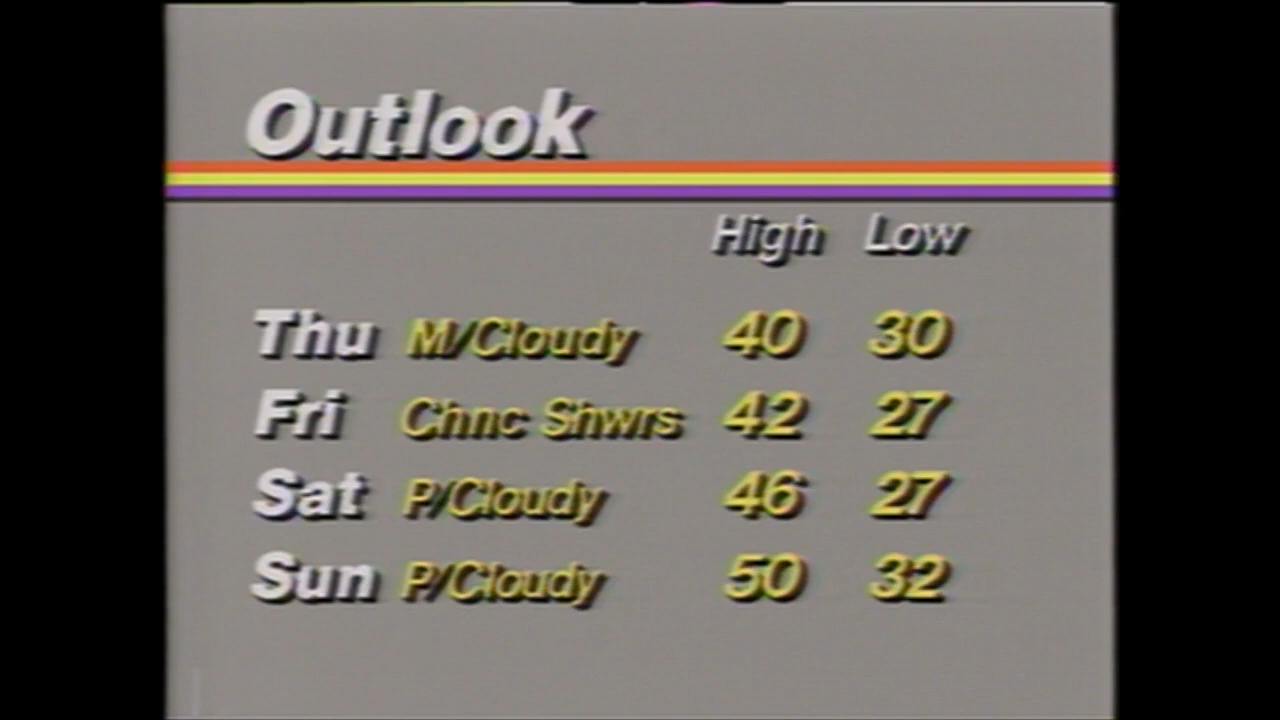 Outlook
High Low
Thu M/Cloudy 40 30
Fri Chnc Shwrs 42 27
Sat P/Cloudy 46 27
Sun P/Cloudy 50 32